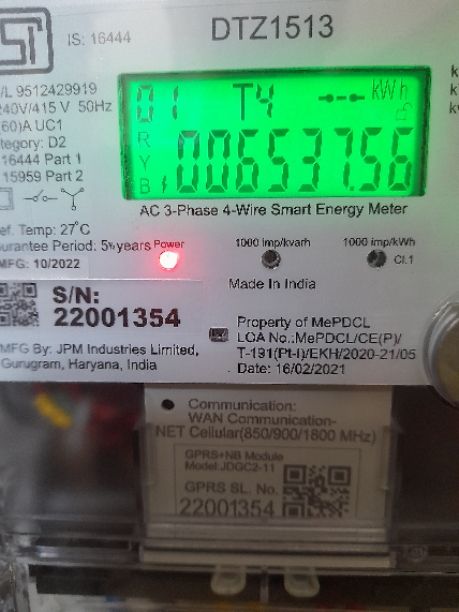 IS: 16444
DTZ1513
/L 9512429919
240V/415 V 50Hz
(60)A UC1
tegory: D2
16444 Part 1
15959 Part 2
01 T4 kWh
R
Y
B
006537.56
AC 3-Phase 4-Wire Smart Energy Meter
ef. Temp: 27°C
uarantee Period: 5½ years
MFG: 10/2022
Power
1000 imp/kvarh
1000 imp/kWh
Cl.1
Made In India
S/N:
22001354
MFG By: JPM Industries Limited,
Gurugram, Haryana, India
Property of MePDCL
LOA No.:MePDCL/CE(P)/
T-191(Pt-I)/EKH/2020-21/05
Date: 16/02/2021
Communication:
WAN Communication-
NET Cellular(850/900/1800 MHz)
GPRS+NB Module
Model:JDGC2-11
GPRS SL. No.
22001354